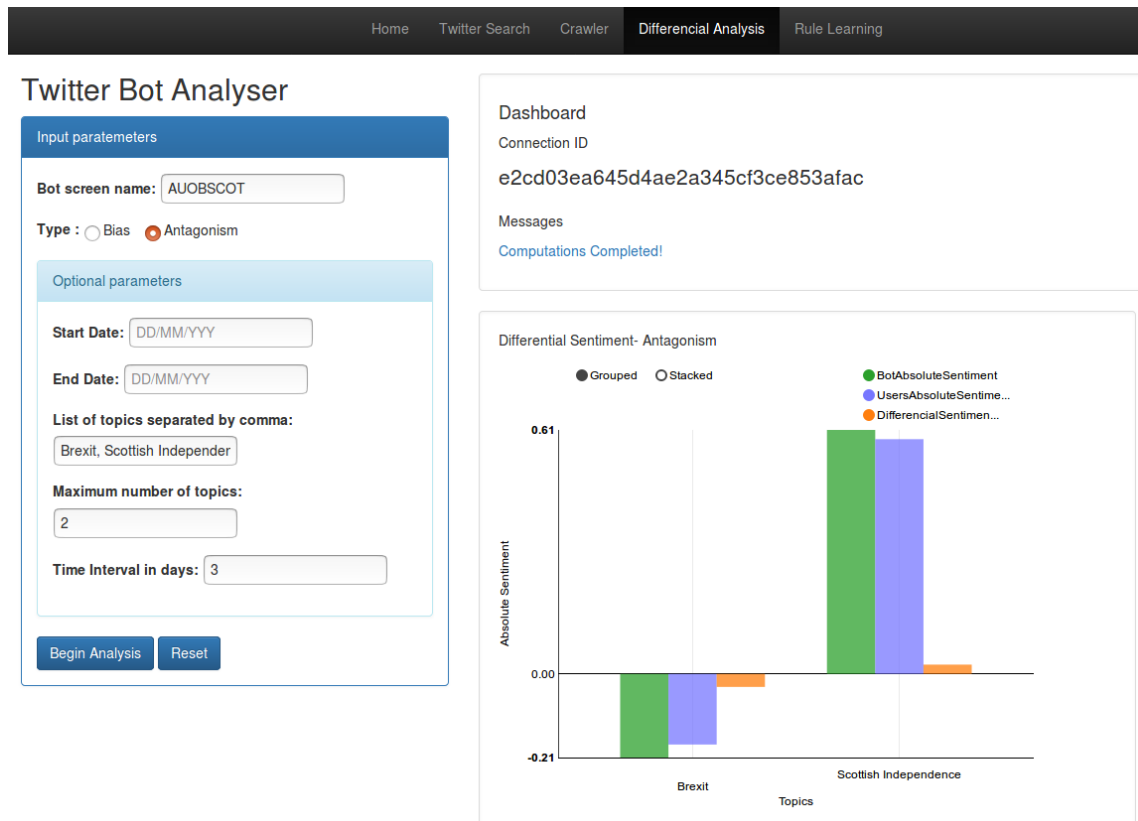 Home Twitter Search Crawler Differencial Analysis Rule Learning
Twitter Bot Analyser
Input paratemeters
Bot screen name: AUOBSCOT
Type : Bias Antagonism
Optional parameters
Start Date: DD/MM/YYY
End Date: DD/MM/YYY
List of topics separated by comma:
Brexit, Scottish Independer
Maximum number of topics:
2
Time Interval in days: 3
Begin Analysis Reset
Dashboard
Connection ID
e2cd03ea645d4ae2a345cf3ce853afac
Messages
Computations Completed!
Differential Sentiment- Antagonism
Grouped Stacked
BotAbsoluteSentiment
UsersAbsoluteSentime...
DifferencialSentimen...
0.61
Absolute Sentiment
0.00
-0.21
Brexit
Scottish Independence
Topics